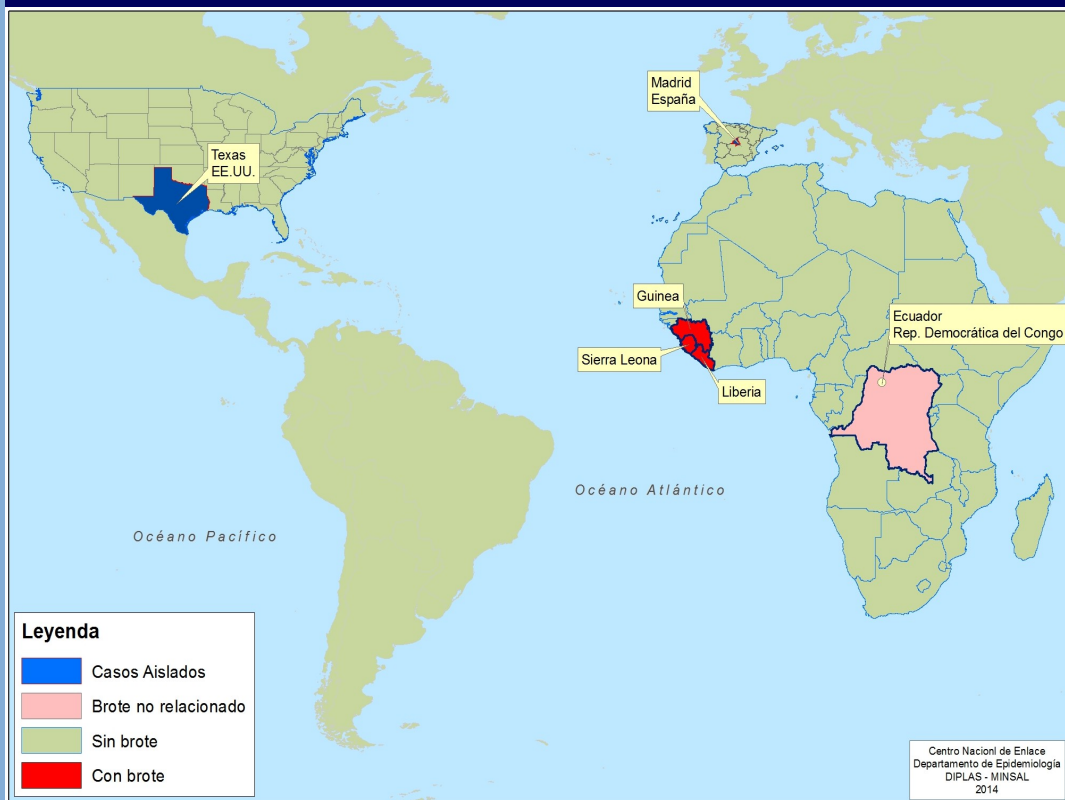 Madrid
España
Texas
EE.UU.
Guinea
Ecuador
Rep. Democrática del Congo
Sierra Leona
Liberia
Océano Atlántico
Océano Pacífico
Leyenda
Casos Aislados
Brote no relacionado
Sin brote
Con brote
Centro Nacionl de Enlace
Departamento de Epidemiología
DIPLAS - MINSAL
2014